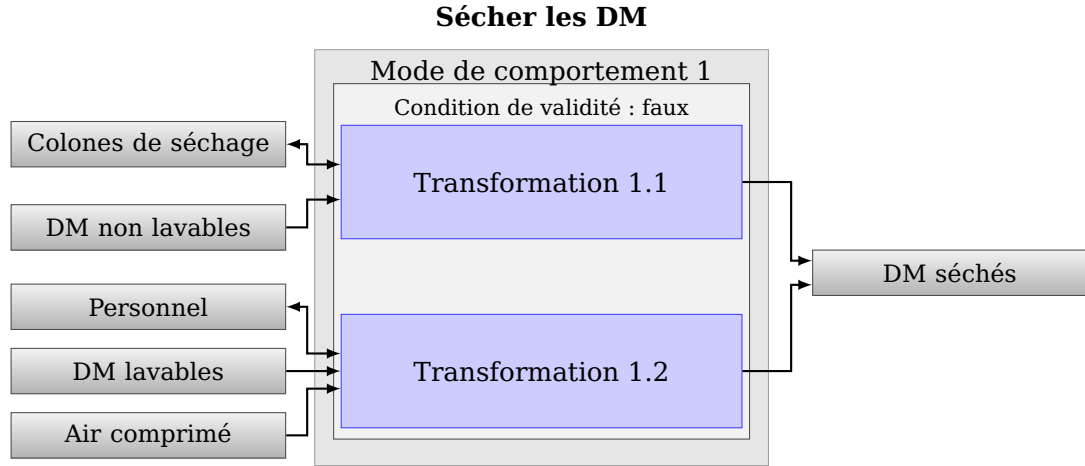 Sécher les DM
Mode de comportement 1
Condition de validité : faux
Colones de séchage
DM non lavables
Transformation 1.1
DM séchés
Personnel
DM lavables
Air comprimé
Transformation 1.2